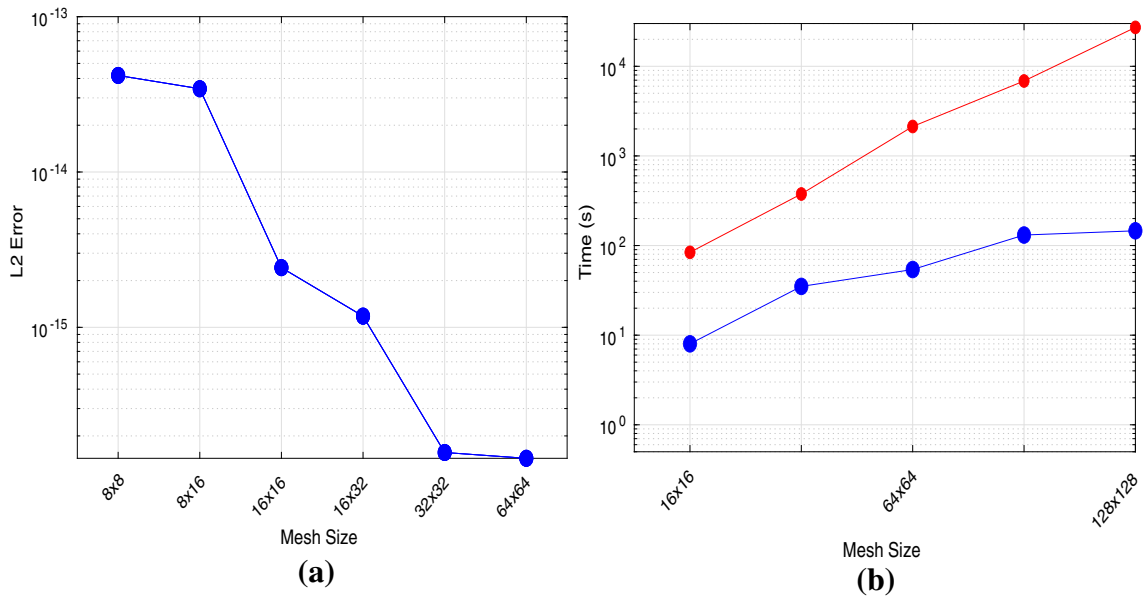 10^-13
10^-14
10^-15
L2 Error
8x8
8x16
16x16
16x32
32x32
64x64
Mesh Size
(a)
10^4
10^3
10^2
10^1
10^0
Time (s)
16x16
64x64
128x128
Mesh Size
(b)